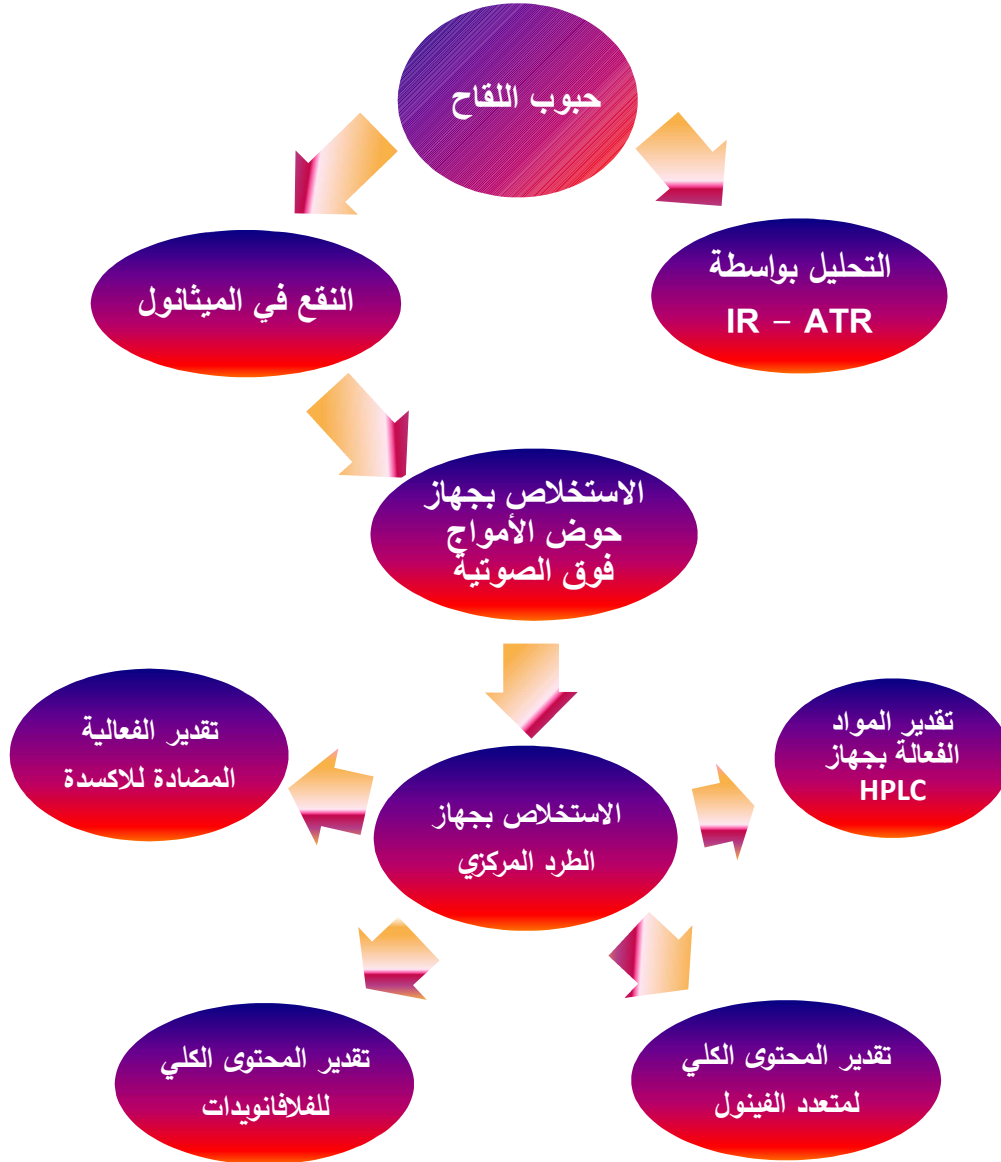 حبوب اللقاح
التحليل بواسطة
IR – ATR
النقع في الميثانول
الاستخلاص بجهاز
حوض الأمواج
فوق الصوتية
تقدير المواد
الفعالة بجهاز
HPLC
تقدير الفعالية
المضادة للاكسدة
الاستخلاص بجهاز
الطرد المركزي
تقدير المحتوى الكلي
لمتعدد الفينول
تقدير المحتوى الكلي
للفلافانويدات